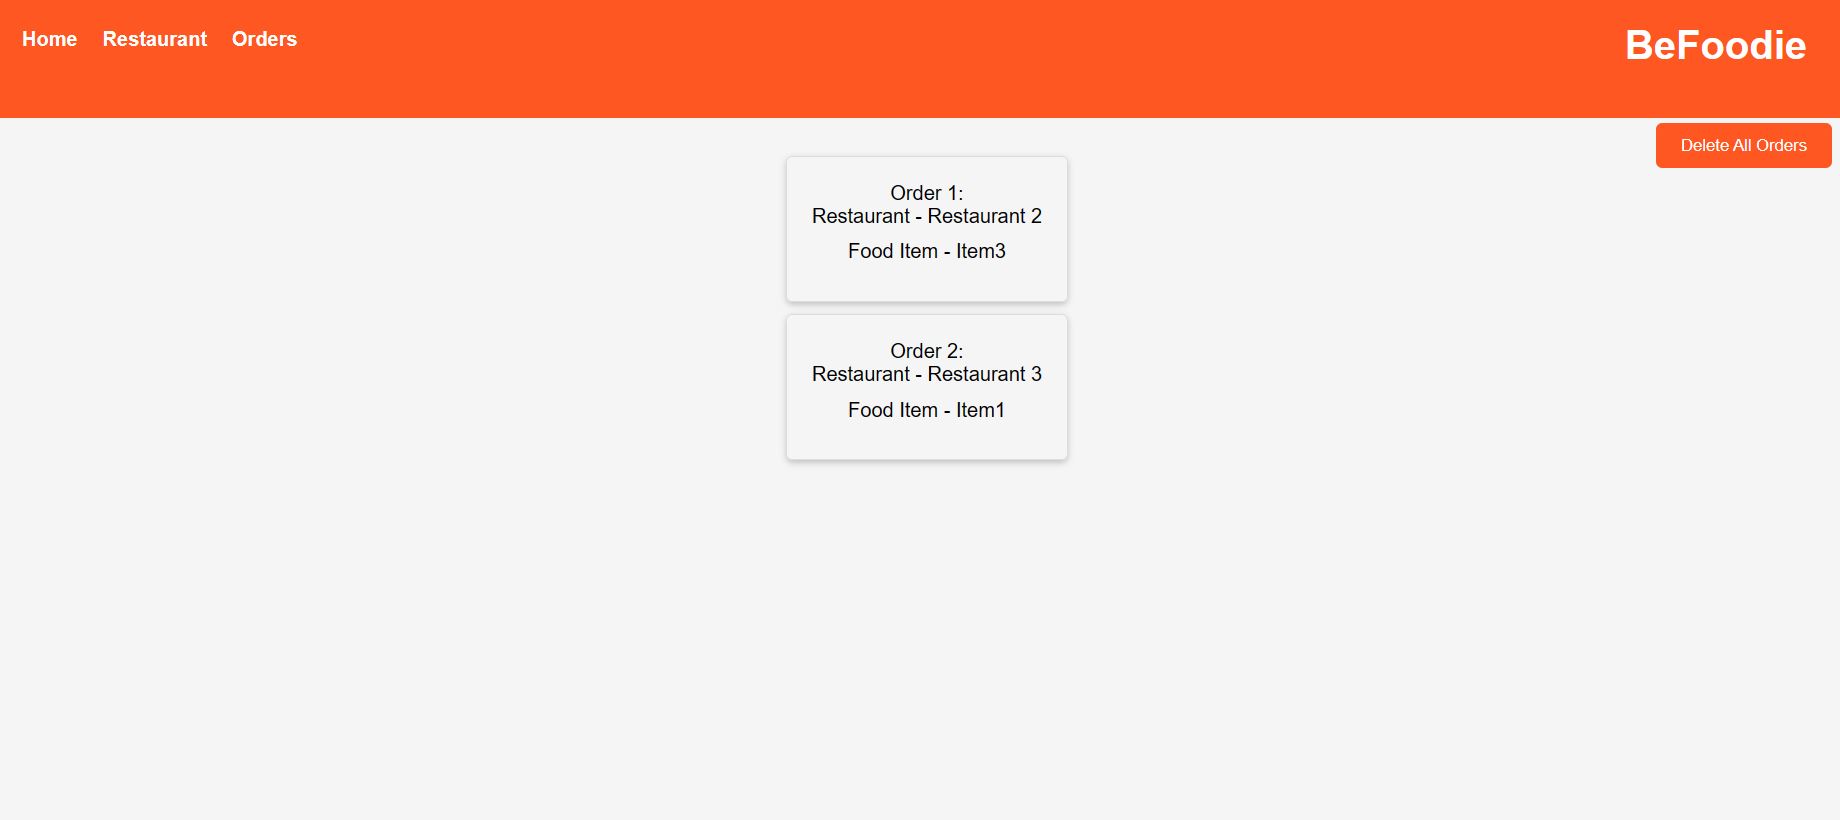 Home Restaurant Orders
BeFoodie
Delete All Orders
Order 1:
Restaurant - Restaurant 2
Food Item - Item3
Order 2:
Restaurant - Restaurant 3
Food Item - Item1